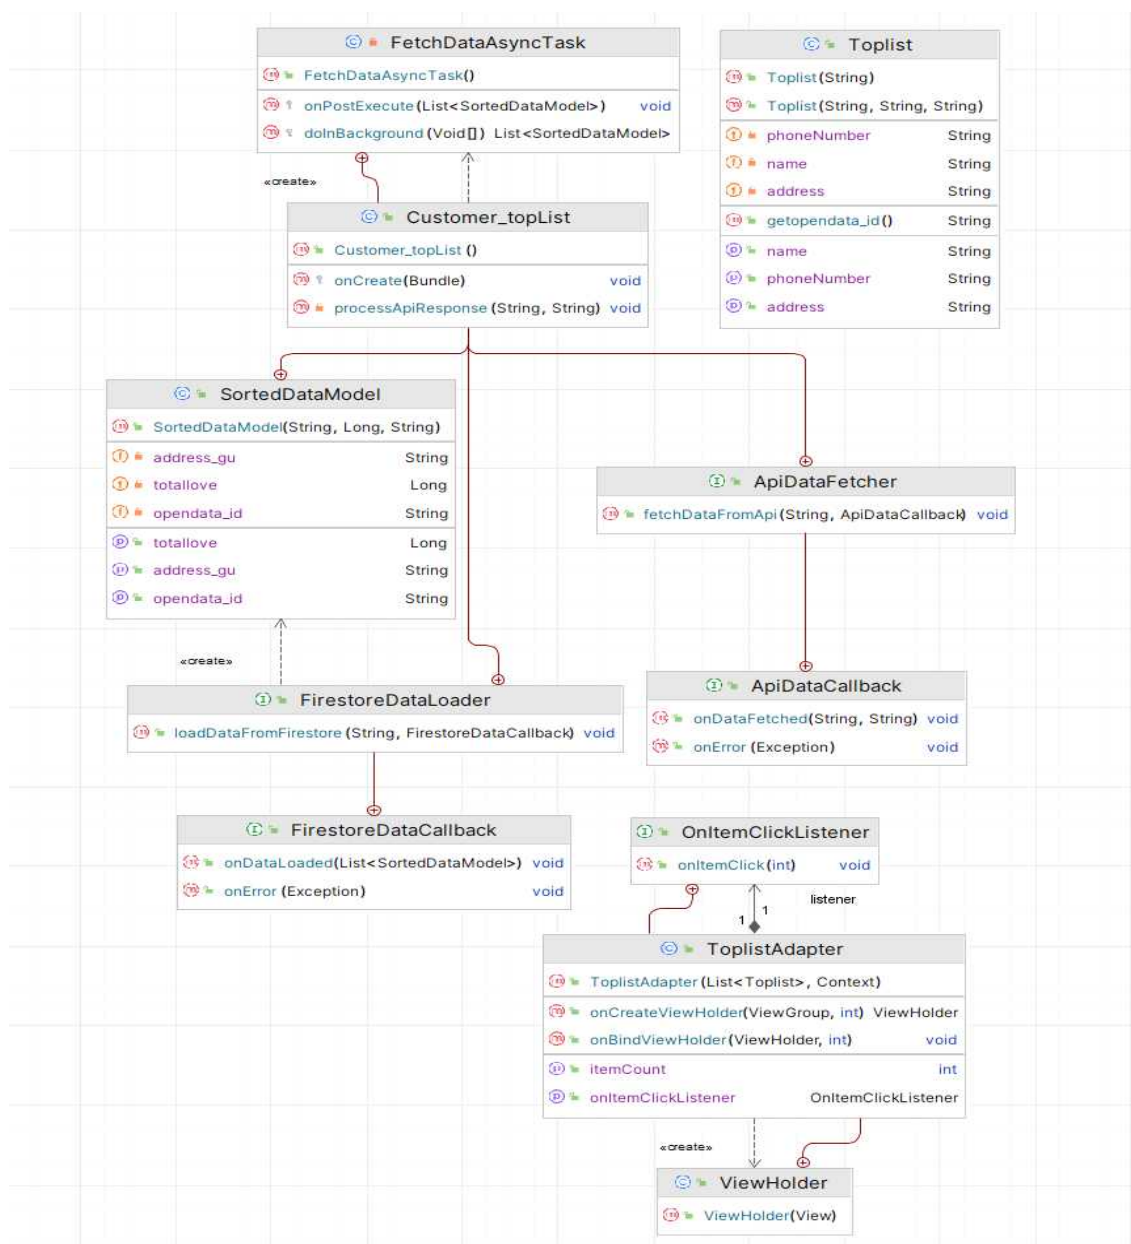 FetchDataAsyncTask
FetchDataAsyncTask()
onPostExecute(List<SortedDataModel>) void
doInBackground(Void[]) List<SortedDataModel>
«create»
Customer_topList
Customer_topList ()
onCreate(Bundle) void
processApiResponse (String, String) void
Toplist
Toplist(String)
Toplist(String, String, String)
phoneNumber String
name String
address String
getopendata_id() String
name String
phoneNumber String
address String
SortedDataModel
SortedDataModel(String, Long, String)
address_gu String
totallove Long
opendata_id String
totallove Long
address_gu String
opendata_id String
ApiDataFetcher
fetchDataFromApi(String, ApiDataCallback) void
«create»
FirestoreDataLoader
loadDataFromFirestore (String, FirestoreDataCallback) void
ApiDataCallback
onDataFetched(String, String) void
onError (Exception) void
FirestoreDataCallback
onDataLoaded(List<SortedDataModel>) void
onError (Exception) void
OnItemClickListener
onItemClick(int) void
listener
1
1
ToplistAdapter
ToplistAdapter (List<Toplist>, Context)
onCreateViewHolder(ViewGroup, int) ViewHolder
onBindViewHolder(ViewHolder, int) void
itemCount int
onItemClickListener OnItemClickListener
«create»
ViewHolder
ViewHolder(View)